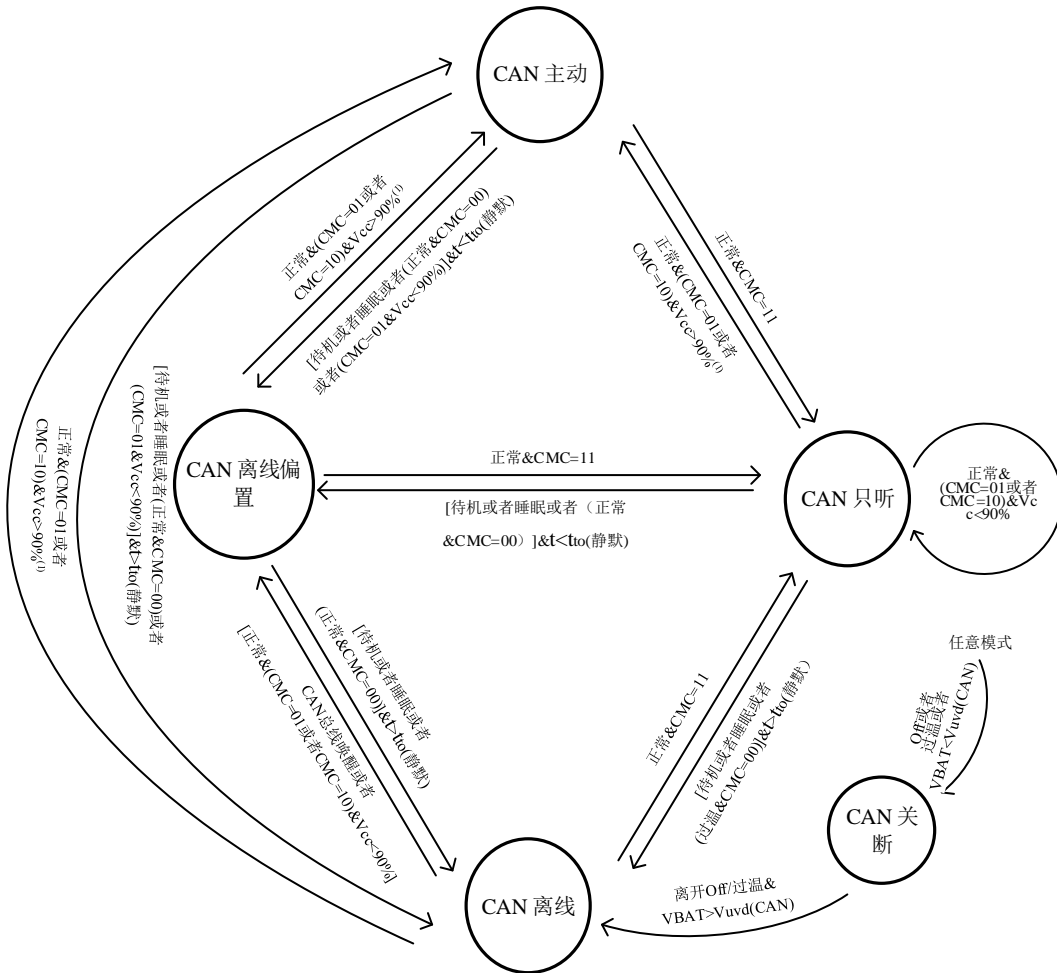 CAN 主动
正常&(CMC=01或者
CMC=10)&Vcc>90%(1)
[待机或者睡眠或者(正常&CMC=00)
或者(CMC=01&Vcc<90%)]&t<tto(静默)
正常&CMC=11
正常&(CMC=01或者
CMC=10)&Vcc>90%(1)
[待机或者睡眠或者(正常&CMC=00)或者
(CMC=01&Vcc<90%)]&t>tto(静默)
正常&(CMC=01或者
CMC=10)&Vcc>90%(1)
CAN 离线偏
置
正常&CMC=11
[待机或者睡眠或者（正常
&CMC=00）]&t<tto(静默)
CAN 只听
正常&
(CMC=01或者
CMC=10)&Vc
c<90%
[待机或者睡眠或者
(正常&CMC=00)]&t>tto(静默)
CAN总线唤醒或者
[正常&(CMC=01或者CMC=10)&Vcc<90%]
正常&CMC=11
[待机或者睡眠或者
(过温&CMC=00)]&t>tto(静默)
任意模式
Off或者
过温或者
VBAT<Vuvd(CAN)
CAN 关
断
离开Off/过温&
VBAT>Vuvd(CAN)
CAN 离线